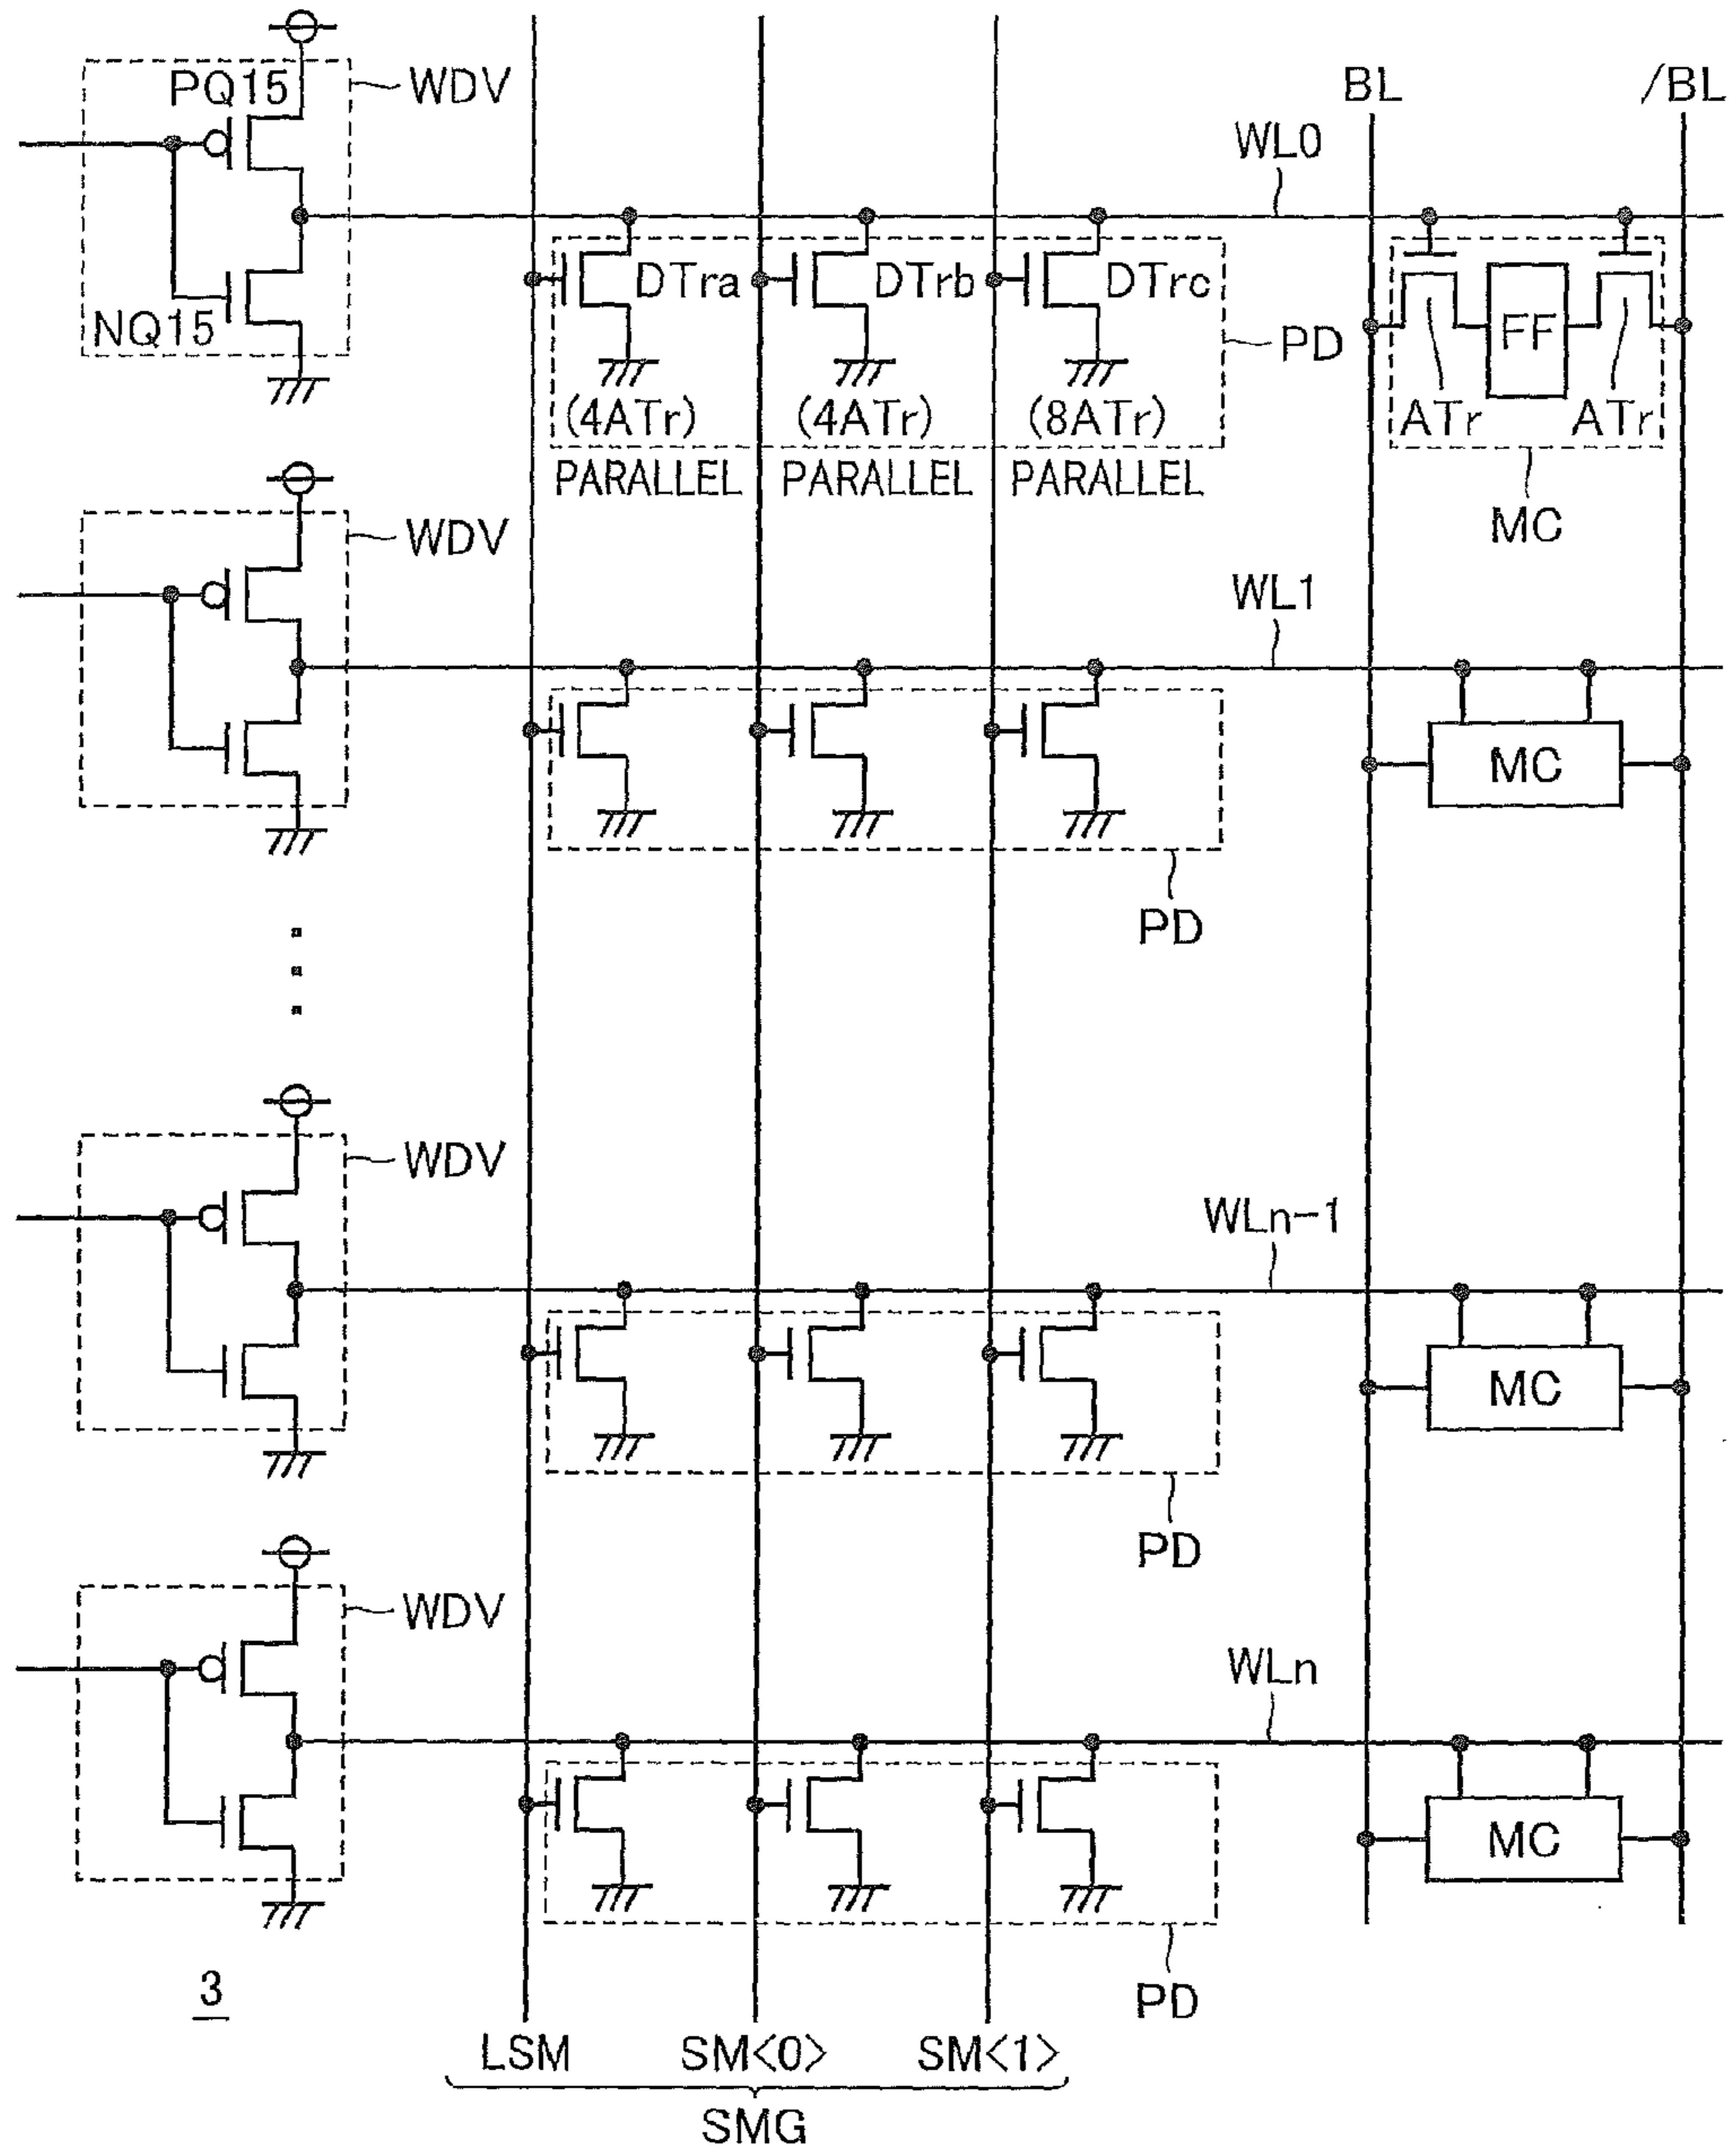 PQ15
WDV
BL
/BL
WL0
DTra
DTrb
DTrc
FF
NQ15
PD
(4ATr)
(4ATr)
(8ATr)
ATr
ATr
PARALLEL
PARALLEL
PARALLEL
MC
WDV
WL1
MC
PD
WDV
WLn-1
MC
PD
WDV
WLn
MC
PD
3
LSM
SM<0>
SM<1>
SMG